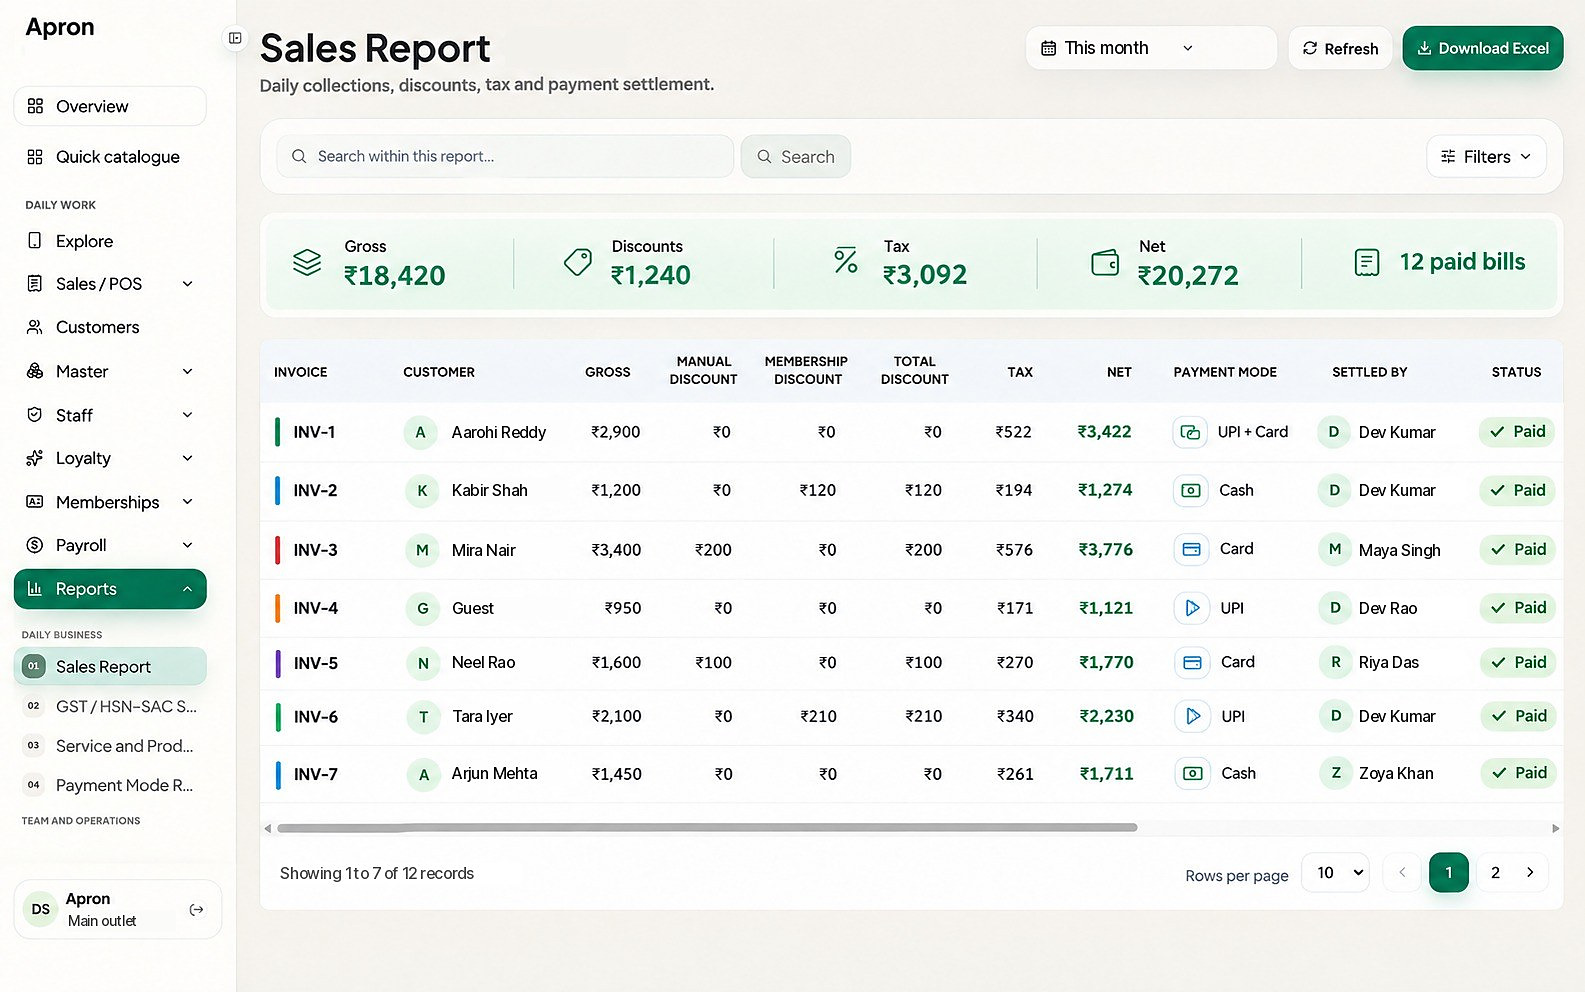 Apron
Overview
Quick catalogue
DAILY WORK
Explore
Sales / POS
Customers
Master
Staff
Loyalty
Memberships
Payroll
Reports
DAILY BUSINESS
01 Sales Report
02 GST / HSN-SAC S...
03 Service and Prod...
04 Payment Mode R...
TEAM AND OPERATIONS
DS
Apron
Main outlet
Sales Report
Daily collections, discounts, tax and payment settlement.
This month
Refresh
Download Excel
Search within this report...
Search
Filters
Gross
₹18,420
Discounts
₹1,240
Tax
₹3,092
Net
₹20,272
12 paid bills
INVOICE CUSTOMER GROSS MANUAL DISCOUNT MEMBERSHIP DISCOUNT TOTAL DISCOUNT TAX NET PAYMENT MODE SETTLED BY STATUS
INV-1 A Aarohi Reddy ₹2,900 ₹0 ₹0 ₹0 ₹522 ₹3,422 UPI + Card D Dev Kumar Paid
INV-2 K Kabir Shah ₹1,200 ₹0 ₹120 ₹120 ₹194 ₹1,274 Cash D Dev Kumar Paid
INV-3 M Mira Nair ₹3,400 ₹200 ₹0 ₹200 ₹576 ₹3,776 Card M Maya Singh Paid
INV-4 G Guest ₹950 ₹0 ₹0 ₹0 ₹171 ₹1,121 UPI D Dev Rao Paid
INV-5 N Neel Rao ₹1,600 ₹100 ₹0 ₹100 ₹270 ₹1,770 Card R Riya Das Paid
INV-6 T Tara Iyer ₹2,100 ₹0 ₹210 ₹210 ₹340 ₹2,230 UPI D Dev Kumar Paid
INV-7 A Arjun Mehta ₹1,450 ₹0 ₹0 ₹0 ₹261 ₹1,711 Cash Z Zoya Khan Paid
Showing 1 to 7 of 12 records
Rows per page 10 1 2